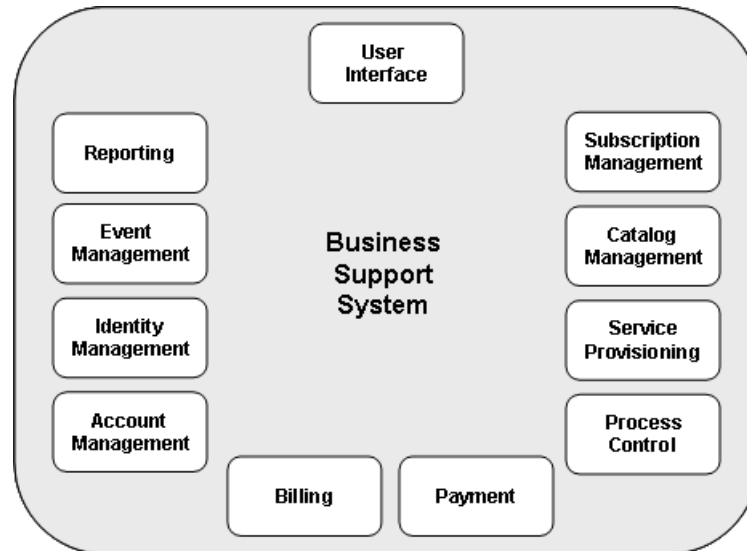 User
Interface
Reporting
Event
Management
Identity
Management
Account
Management
Business
Support
System
Subscription
Management
Catalog
Management
Service
Provisioning
Process
Control
Billing
Payment